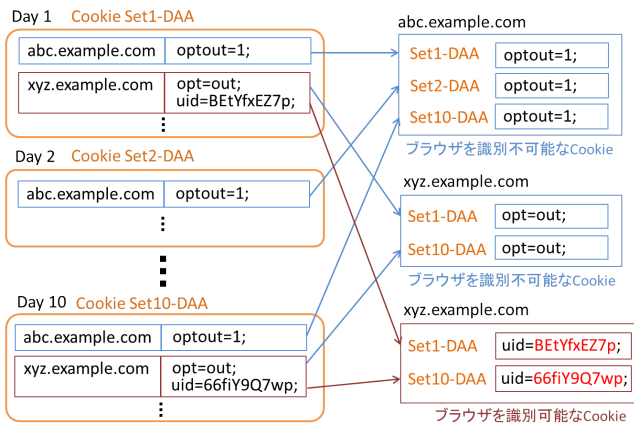 Day 1 Cookie Set1-DAA
abc.example.com optout=1;
xyz.example.com opt=out;
uid=BEtYfxEZ7p;
Day 2 Cookie Set2-DAA
abc.example.com optout=1;
Day 10 Cookie Set10-DAA
abc.example.com optout=1;
xyz.example.com opt=out;
uid=66fiY9Q7wp;
abc.example.com
Set1-DAA optout=1;
Set2-DAA optout=1;
Set10-DAA optout=1;
ブラウザを識別不可能なCookie
xyz.example.com
Set1-DAA opt=out;
Set10-DAA opt=out;
ブラウザを識別不可能なCookie
xyz.example.com
Set1-DAA uid=BEtYfxEZ7p;
Set10-DAA uid=66fiY9Q7wp;
ブラウザを識別可能なCookie